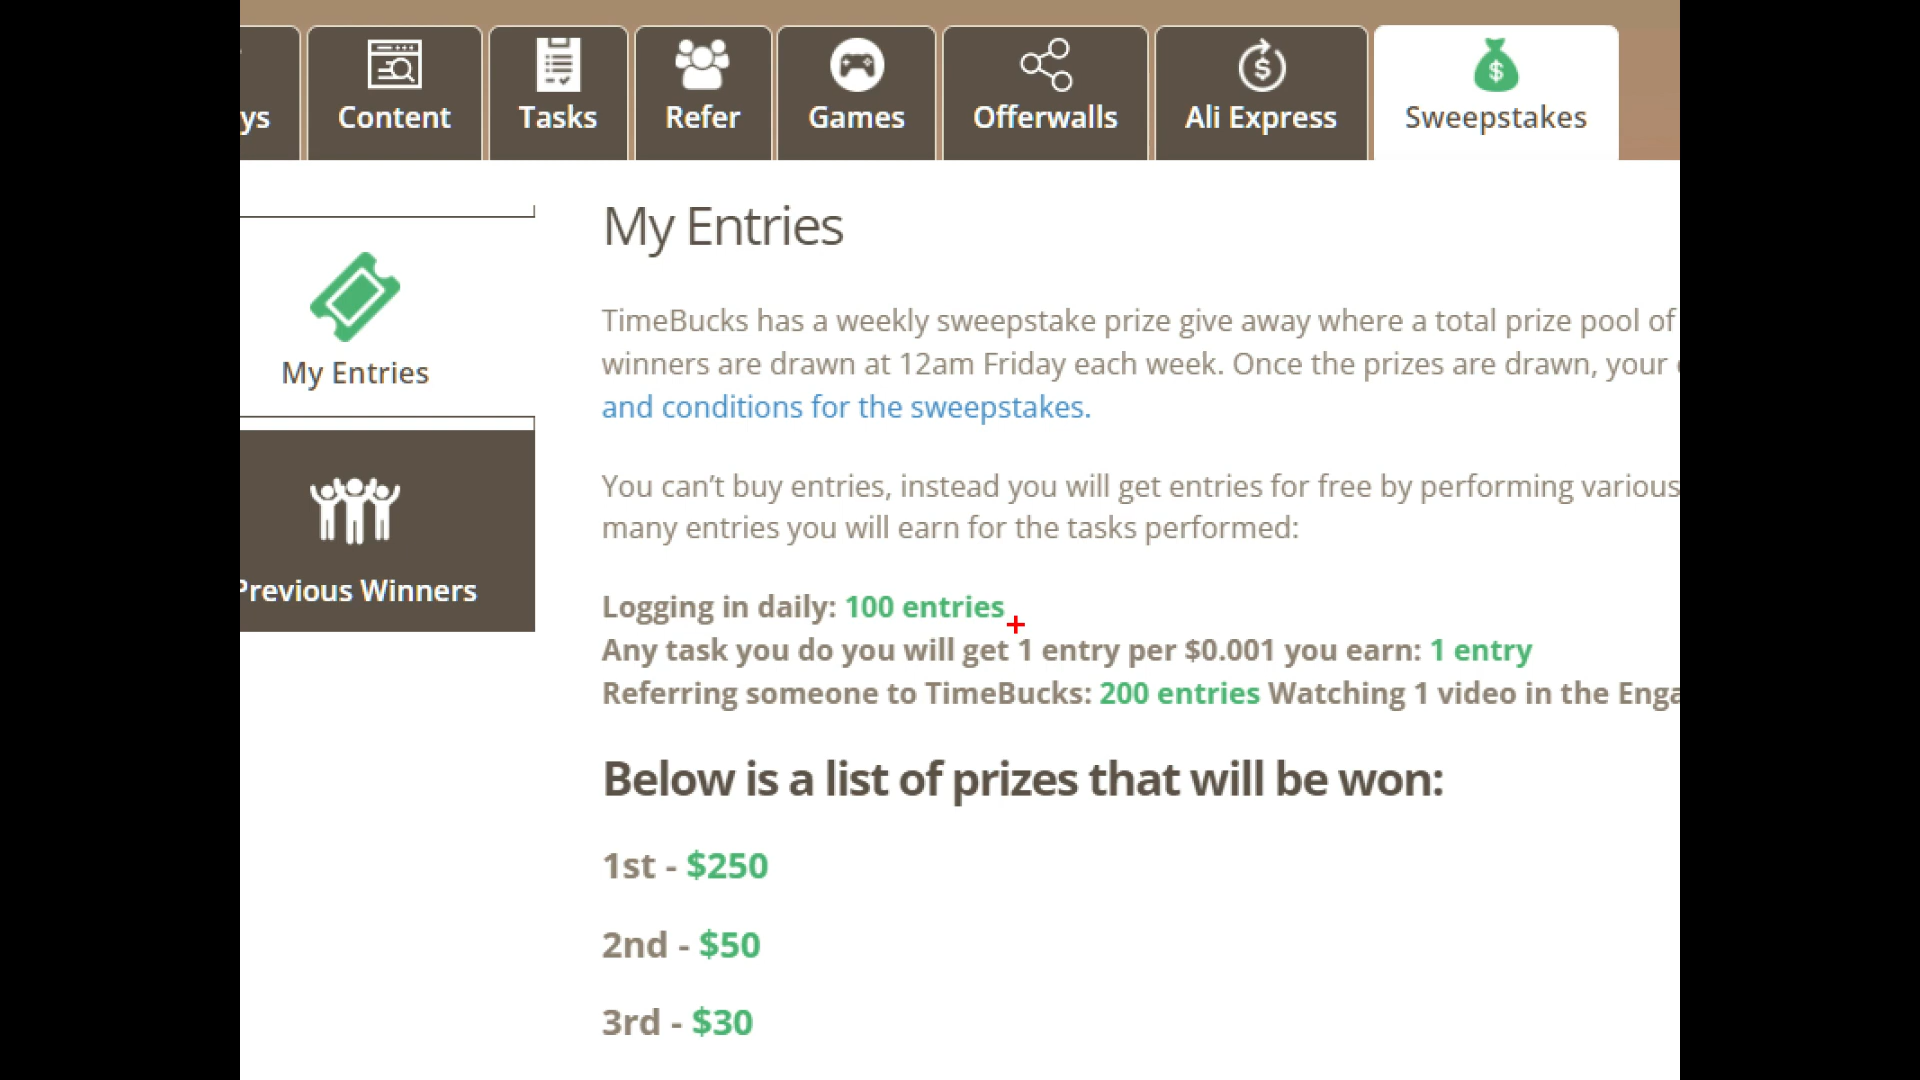 ys
Content
Tasks
Refer
Games
Offerwalls
Ali Express
Sweepstakes
My Entries
My Entries
Previous Winners
TimeBucks has a weekly sweepstake prize give away where a total prize pool of
winners are drawn at 12am Friday each week. Once the prizes are drawn, your
and conditions for the sweepstakes.
You can't buy entries, instead you will get entries for free by performing various
many entries you will earn for the tasks performed:
Logging in daily: 100 entries
Any task you do you will get 1 entry per $0.001 you earn: 1 entry
Referring someone to TimeBucks: 200 entries Watching 1 video in the Enga
Below is a list of prizes that will be won:
1st - $250
2nd - $50
3rd - $30